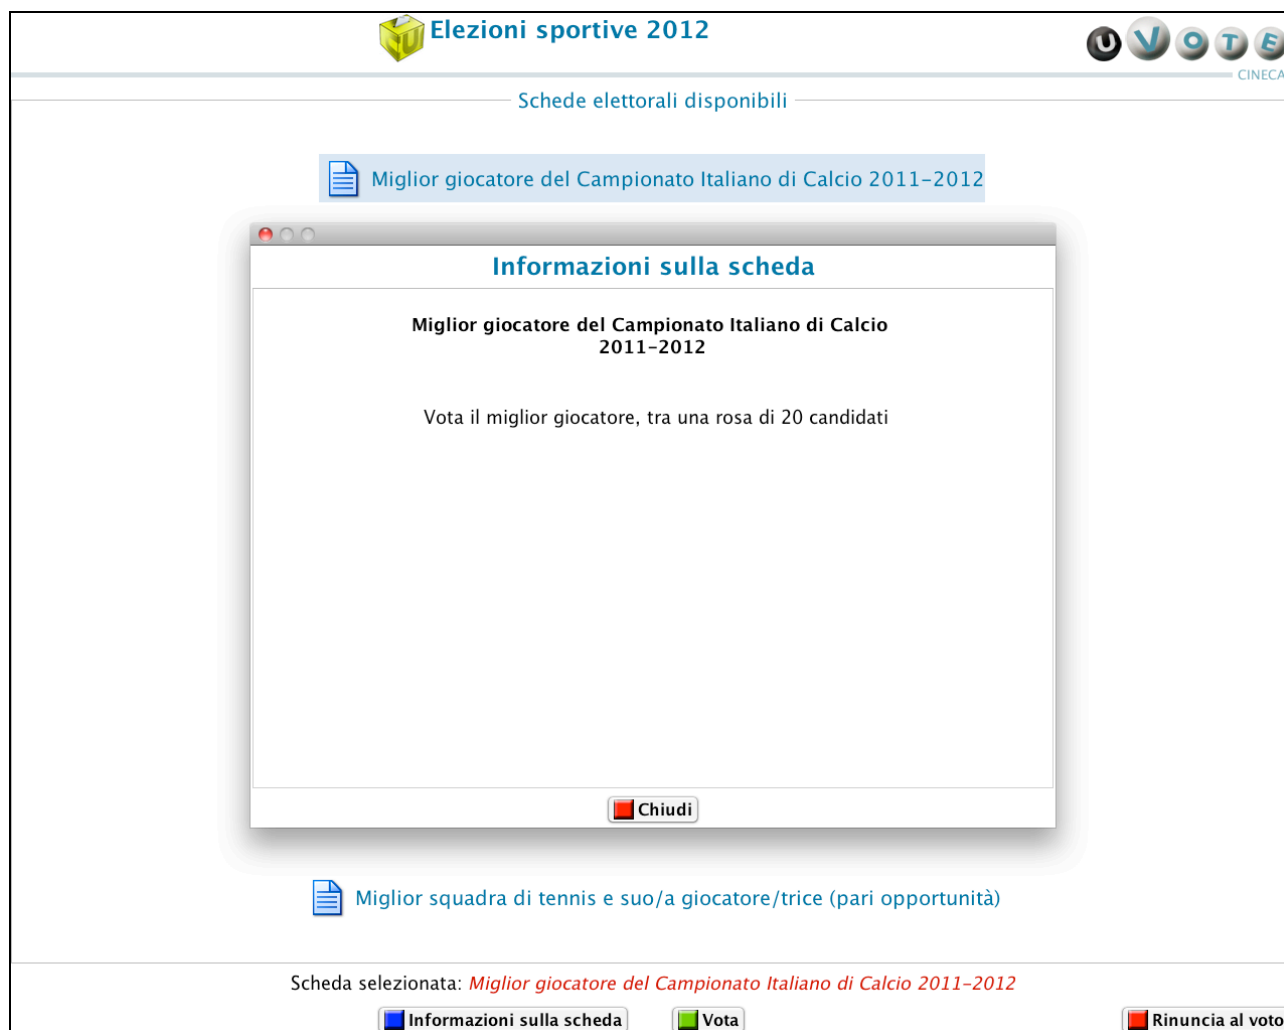 Elezioni sportive 2012
U VOTE
CINECA
Schede elettorali disponibili
Miglior giocatore del Campionato Italiano di Calcio 2011-2012
Informazioni sulla scheda
Miglior giocatore del Campionato Italiano di Calcio
2011-2012
Vota il miglior giocatore, tra una rosa di 20 candidati
Chiudi
Miglior squadra di tennis e suo/a giocatore/trice (pari opportunità)
Scheda selezionata: Miglior giocatore del Campionato Italiano di Calcio 2011-2012
Informazioni sulla scheda Vota Rinuncia al voto